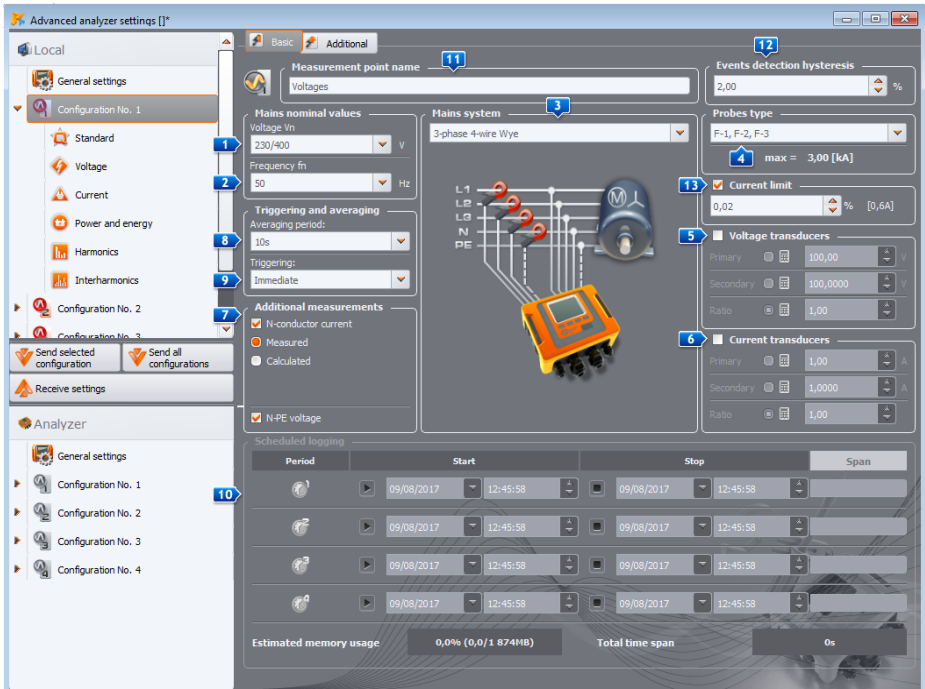 Advanced analyzer settings []*
Local
General settings
Configuration No. 1
Standard
Voltage
Current
Power and energy
Harmonics
Interharmonics
Configuration No. 2
Configuration No. 3
Send selected configuration
Send all configurations
Receive settings
Analyzer
General settings
Configuration No. 1
Configuration No. 2
Configuration No. 3
Configuration No. 4
Basic Additional
Measurement point name 11
Voltages
12
Events detection hysteresis
2,00 %
Mains nominal values
Voltage Vn
1 230/400 V
Frequency fn
2 50 Hz
Mains system 3
3-phase 4-wire Wye
L1
L2
L3
N
PE
M
Probes type
F-1, F-2, F-3
4 max = 3,00 [kA]
13 Current limit
0,02 % [0,6A]
Triggering and averaging
Averaging period:
8 10s
Triggering:
9 Immediate
7 Additional measurements
N-conductor current
Measured
Calculated
N-PE voltage
5 Voltage transducers
Primary 100,00 V
Secondary 100,0000 V
Ratio 1,00
6 Current transducers
Primary 1,00 A
Secondary 1,0000 A
Ratio 1,00
Scheduled logging
Period Start Stop Span
10
1 09/08/2017 12:45:58 09/08/2017 12:45:58
2 09/08/2017 12:45:58 09/08/2017 12:45:58
3 09/08/2017 12:45:58 09/08/2017 12:45:58
4 09/08/2017 12:45:58 09/08/2017 12:45:58
Estimated memory usage 0,0% (0,0/1 874MB) Total time span 0s